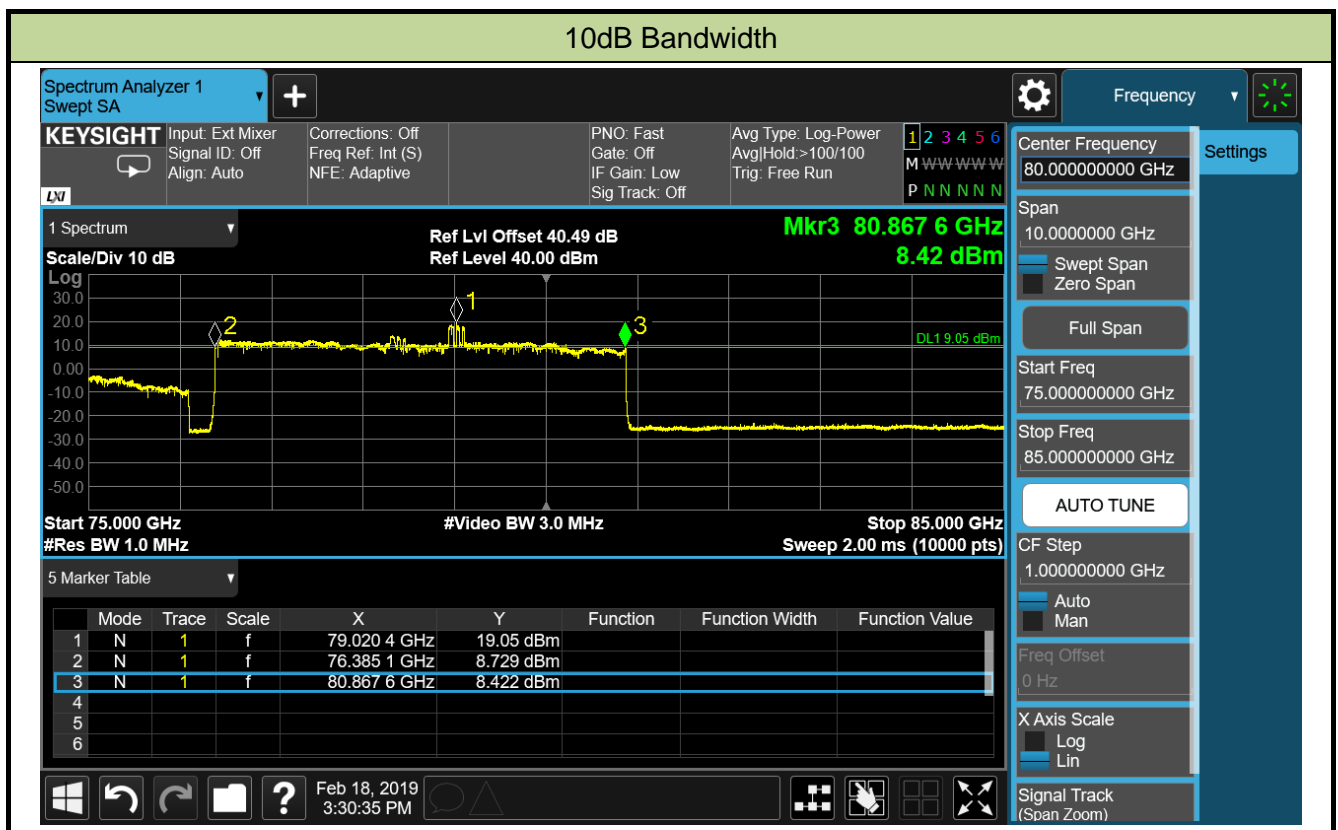 10dB Bandwidth
Spectrum Analyzer 1
Swept SA
+
Frequency
KEYSIGHT
LXI
Input: Ext Mixer
Signal ID: Off
Align: Auto
Corrections: Off
Freq Ref: Int (S)
NFE: Adaptive
PNO: Fast
Gate: Off
IF Gain: Low
Sig Track: Off
Avg Type: Log-Power
Avg|Hold:>100/100
Trig: Free Run
1 2 3 4 5 6
M W W W W W
P N N N N N
1 Spectrum
Scale/Div 10 dB
Ref Lvl Offset 40.49 dB
Ref Level 40.00 dBm
Mkr3 80.867 6 GHz
8.42 dBm
Log
30.0
20.0
10.0
0.00
-10.0
-20.0
-30.0
-40.0
-50.0
1
2
3
DL1 9.05 dBm
Start 75.000 GHz
#Video BW 3.0 MHz
Stop 85.000 GHz
#Res BW 1.0 MHz
Sweep 2.00 ms (10000 pts)
5 Marker Table
Mode Trace Scale X Y Function Function Width Function Value
1 N 1 f 79.020 4 GHz 19.05 dBm
2 N 1 f 76.385 1 GHz 8.729 dBm
3 N 1 f 80.867 6 GHz 8.422 dBm
4
5
6
?
Feb 18, 2019
3:30:35 PM
Center Frequency
80.000000000 GHz
Settings
Span
10.0000000 GHz
Swept Span
Zero Span
Full Span
Start Freq
75.000000000 GHz
Stop Freq
85.000000000 GHz
AUTO TUNE
CF Step
1.000000000 GHz
Auto
Man
Freq Offset
0 Hz
X Axis Scale
Log
Lin
Signal Track
(Span Zoom)